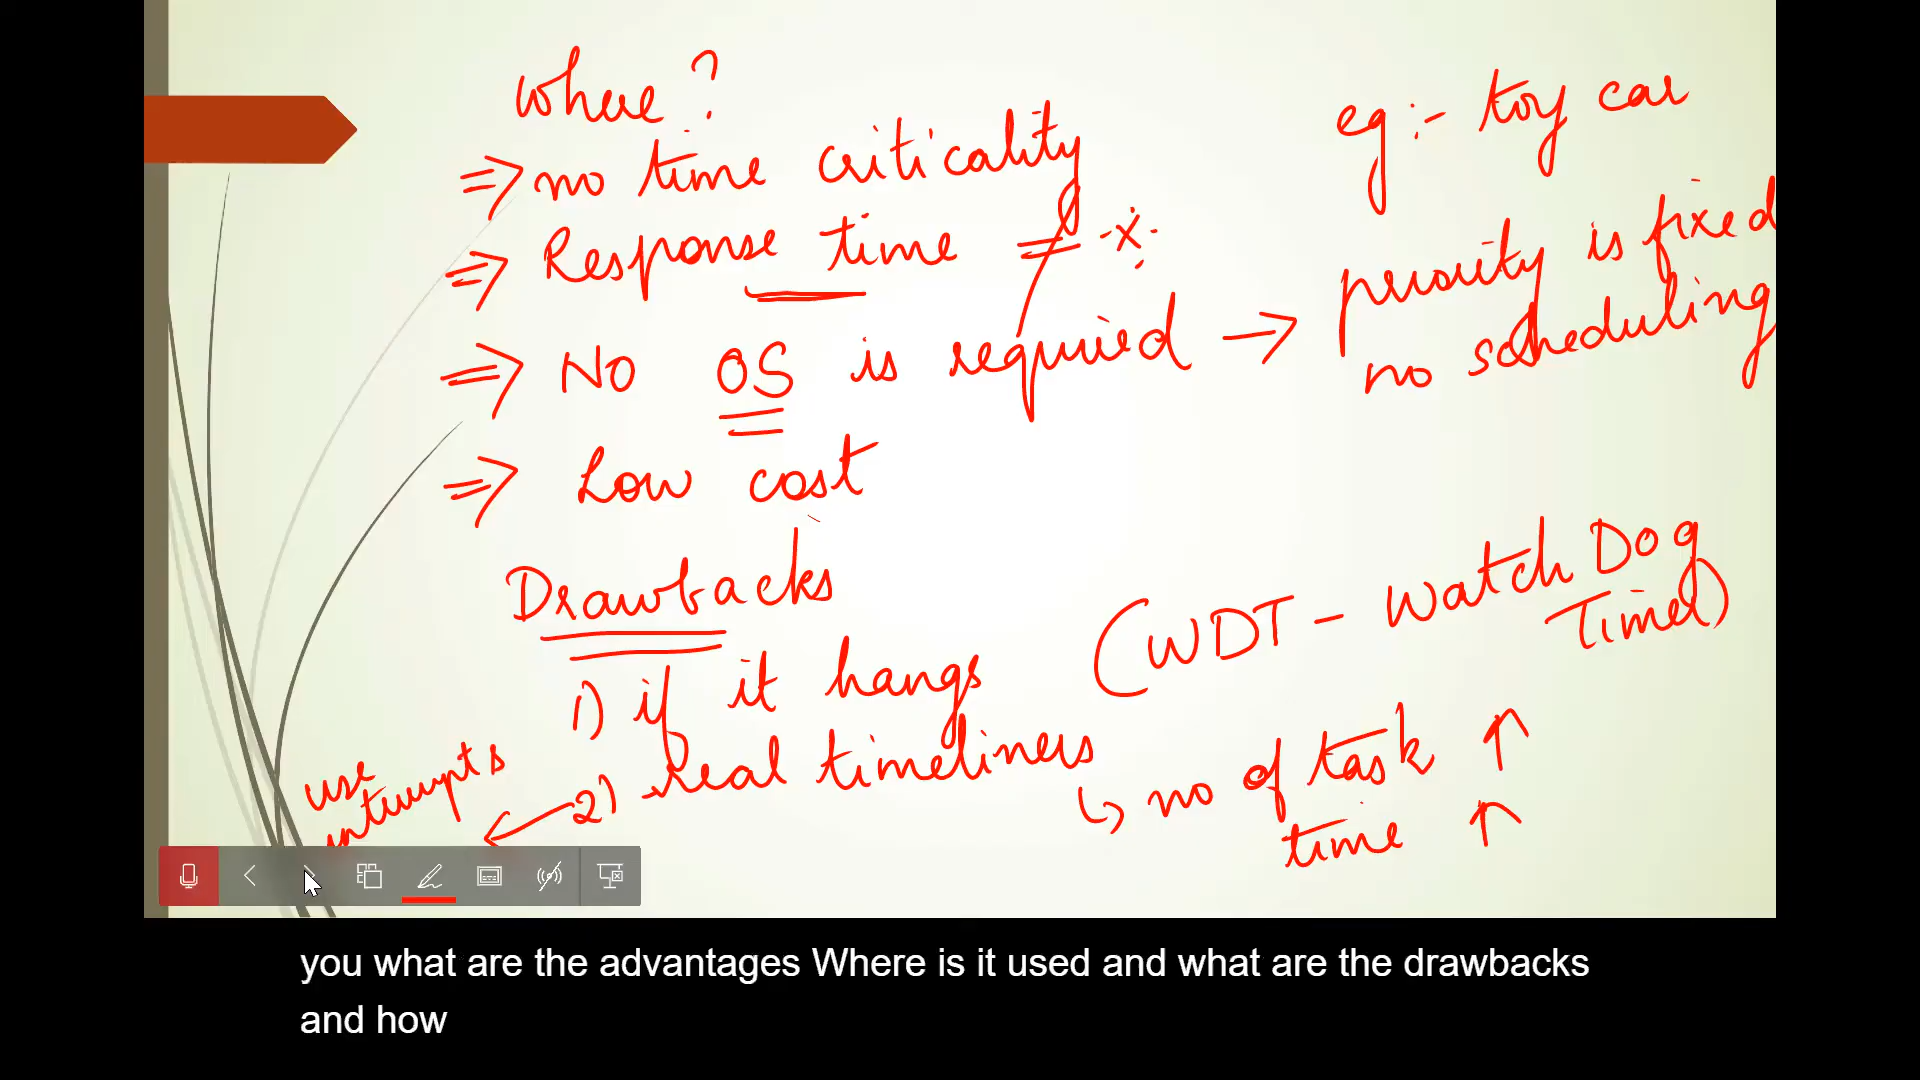 where?
⇒ no time criticality
eg :- toy car
⇒ Response time = -x-
⇒ No OS is required → priority is fixed
no scheduling
⇒ Low cost
Drawbacks
1) if it hangs (WDT - Watch Dog
Timer)
2) real timeliners
↳ no of task ↑
time ↑
use
interrupts ←
you what are the advantages Where is it used and what are the drawbacks
and how